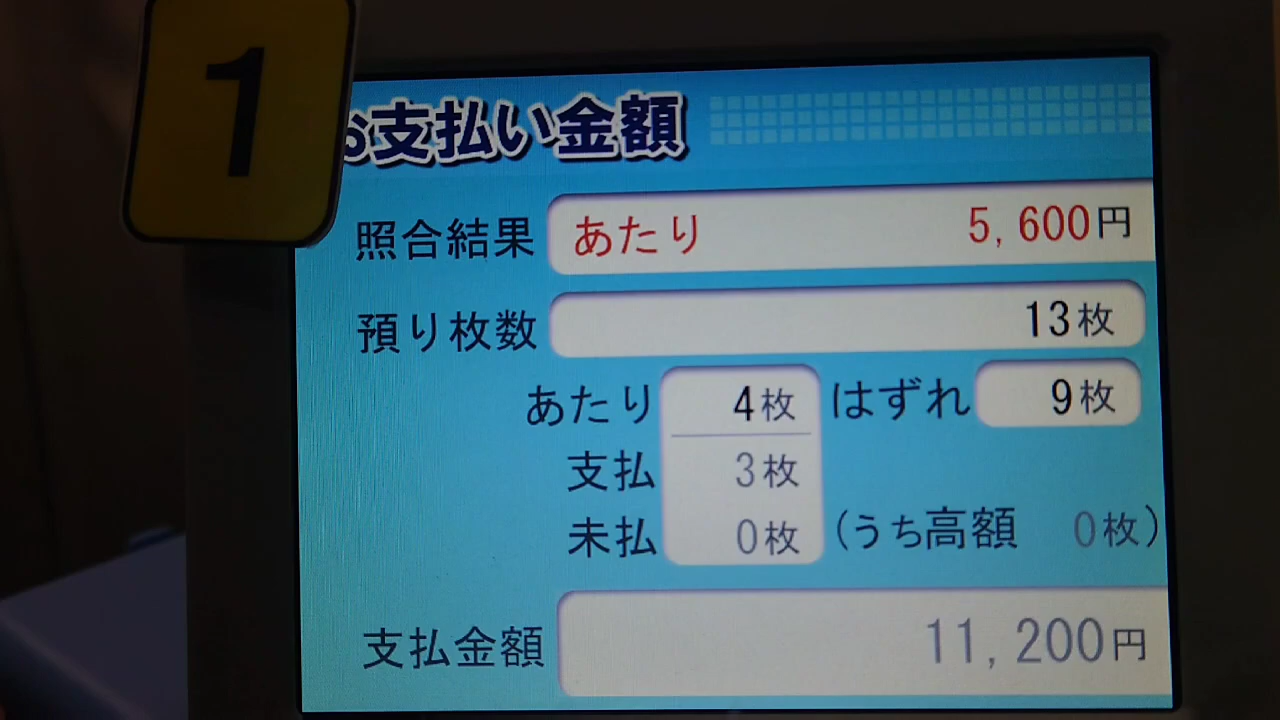 1
お支払い金額
照合結果 あたり 5,600円
預り枚数 13枚
あたり 4枚 はずれ 9枚
支払 3枚
未払 0枚 (うち高額 0枚)
支払金額 11,200円